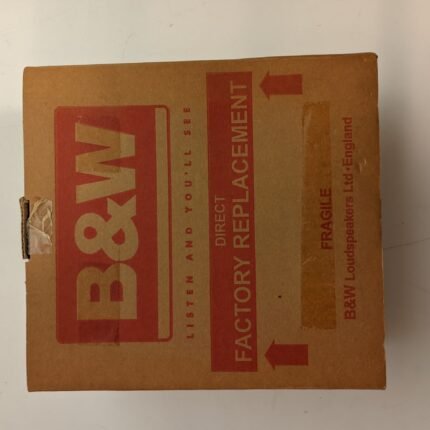 B&W
LISTEN AND YOU'LL SEE
DIRECT
FACTORY REPLACEMENT
FRAGILE
B&W Loudspeakers Ltd • England